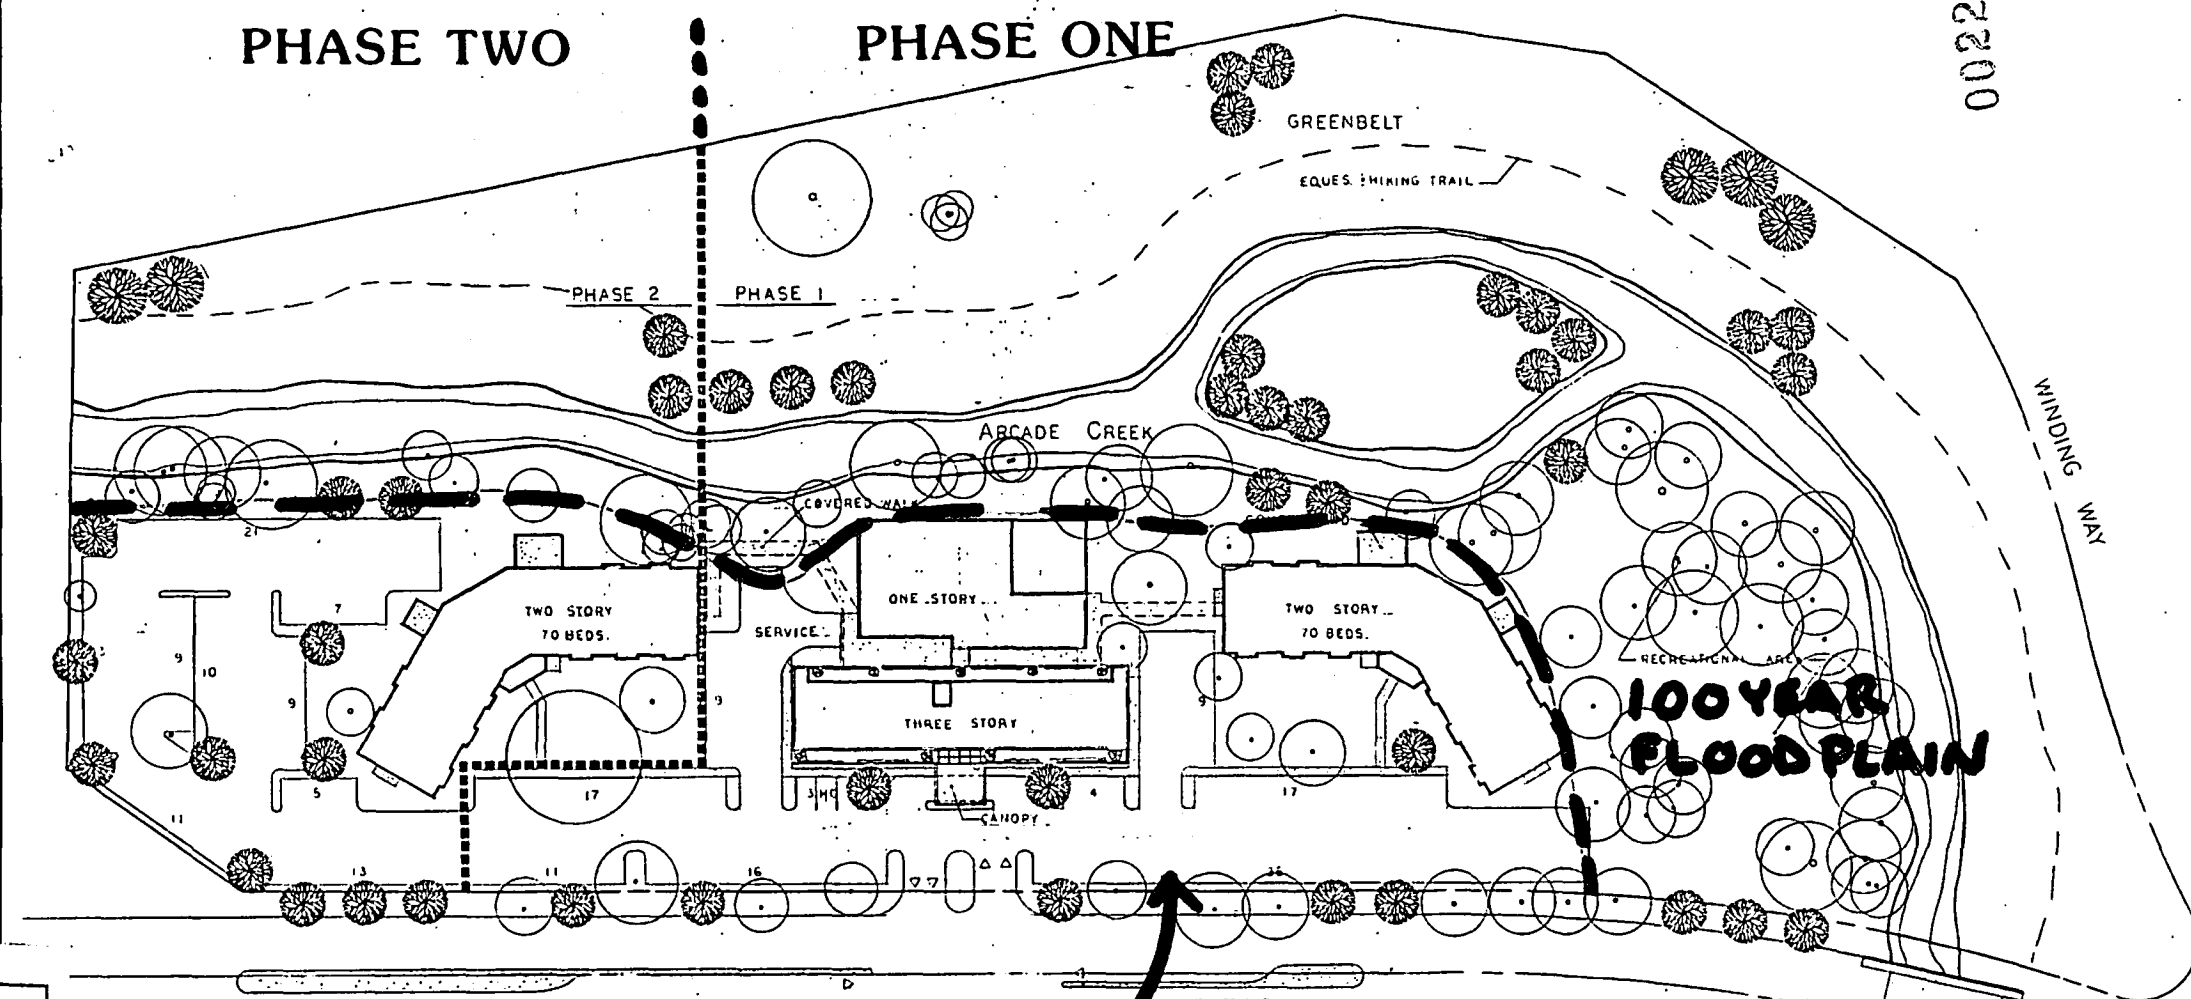 PHASE TWO
PHASE ONE
0022
GREENBELT
EQUES. & HIKING TRAIL
PHASE 2
PHASE 1
WINDING WAY
ARCADE CREEK
COVERED WALK
21
8
7
TWO STORY
70 BEDS.
ONE STORY
SERVICE
TWO STORY
70 BEDS.
RECREATIONAL AREA
9
10
9
9
9
100 YEAR
FLOOD PLAIN
THREE STORY
5
17
3 HC
4
17
CANOPY
11
13
11
16